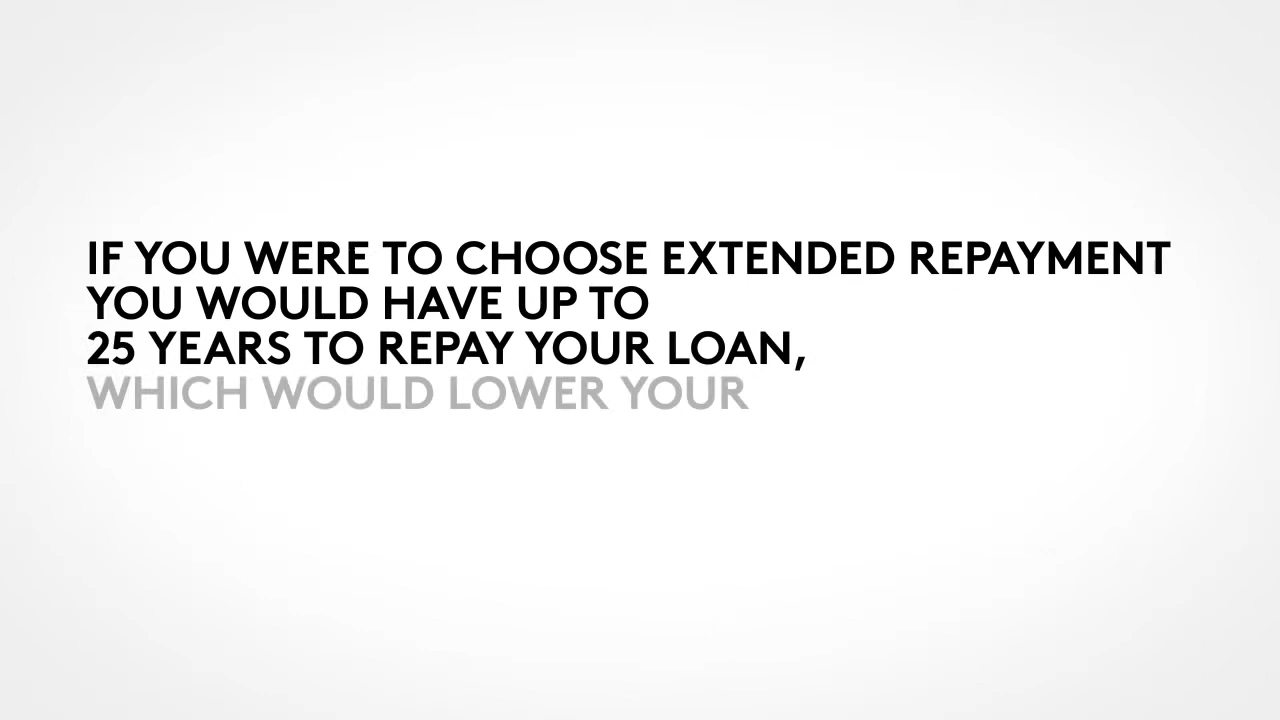 IF YOU WERE TO CHOOSE EXTENDED REPAYMENT
YOU WOULD HAVE UP TO
25 YEARS TO REPAY YOUR LOAN,
WHICH WOULD LOWER YOUR